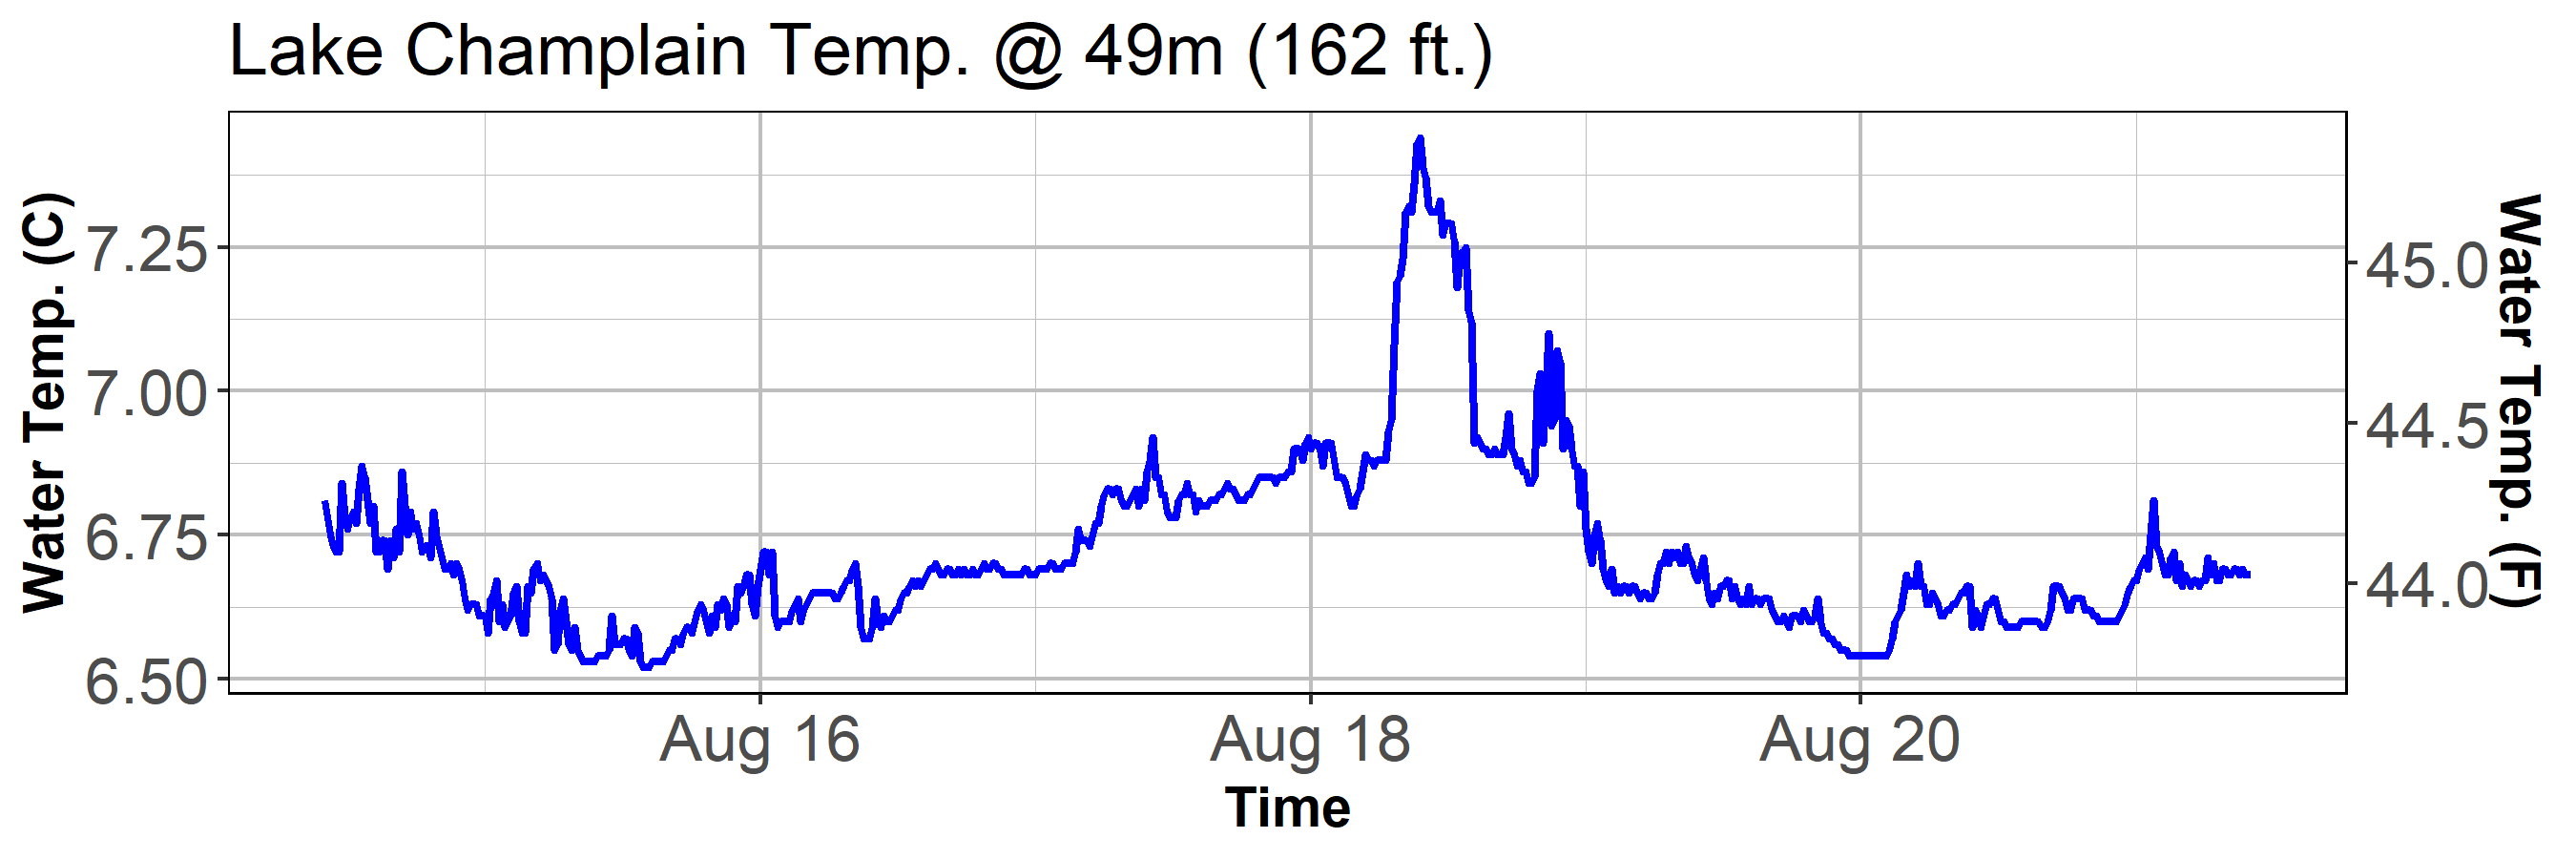 Lake Champlain Temp. @ 49m (162 ft.)
Water Temp. (C)
7.25
7.00
6.75
6.50
45.0
44.5
44.0
Water Temp. (F)
Aug 16
Aug 18
Aug 20
Time